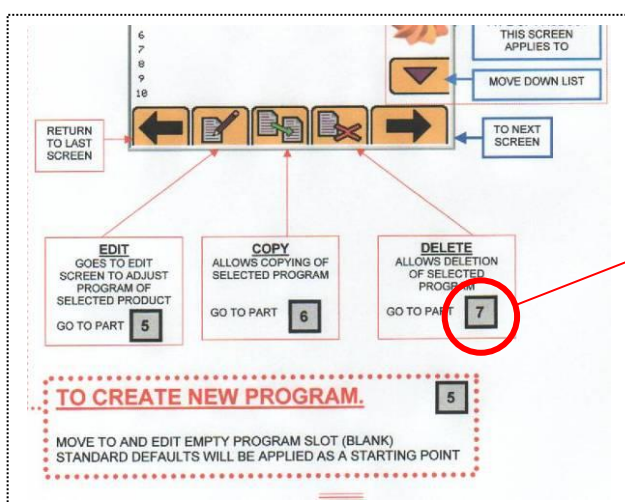 6
7
8
9
10
THIS SCREEN
APPLIES TO
MOVE DOWN LIST
RETURN
TO LAST
SCREEN
TO NEXT
SCREEN
EDIT
GOES TO EDIT
SCREEN TO ADJUST
PROGRAM OF
SELECTED PRODUCT
GO TO PART 5
COPY
ALLOWS COPYING OF
SELECTED PROGRAM
GO TO PART 6
DELETE
ALLOWS DELETION
OF SELECTED
PROGRAM
GO TO PART 7
TO CREATE NEW PROGRAM. 5
MOVE TO AND EDIT EMPTY PROGRAM SLOT (BLANK)
STANDARD DEFAULTS WILL BE APPLIED AS A STARTING POINT